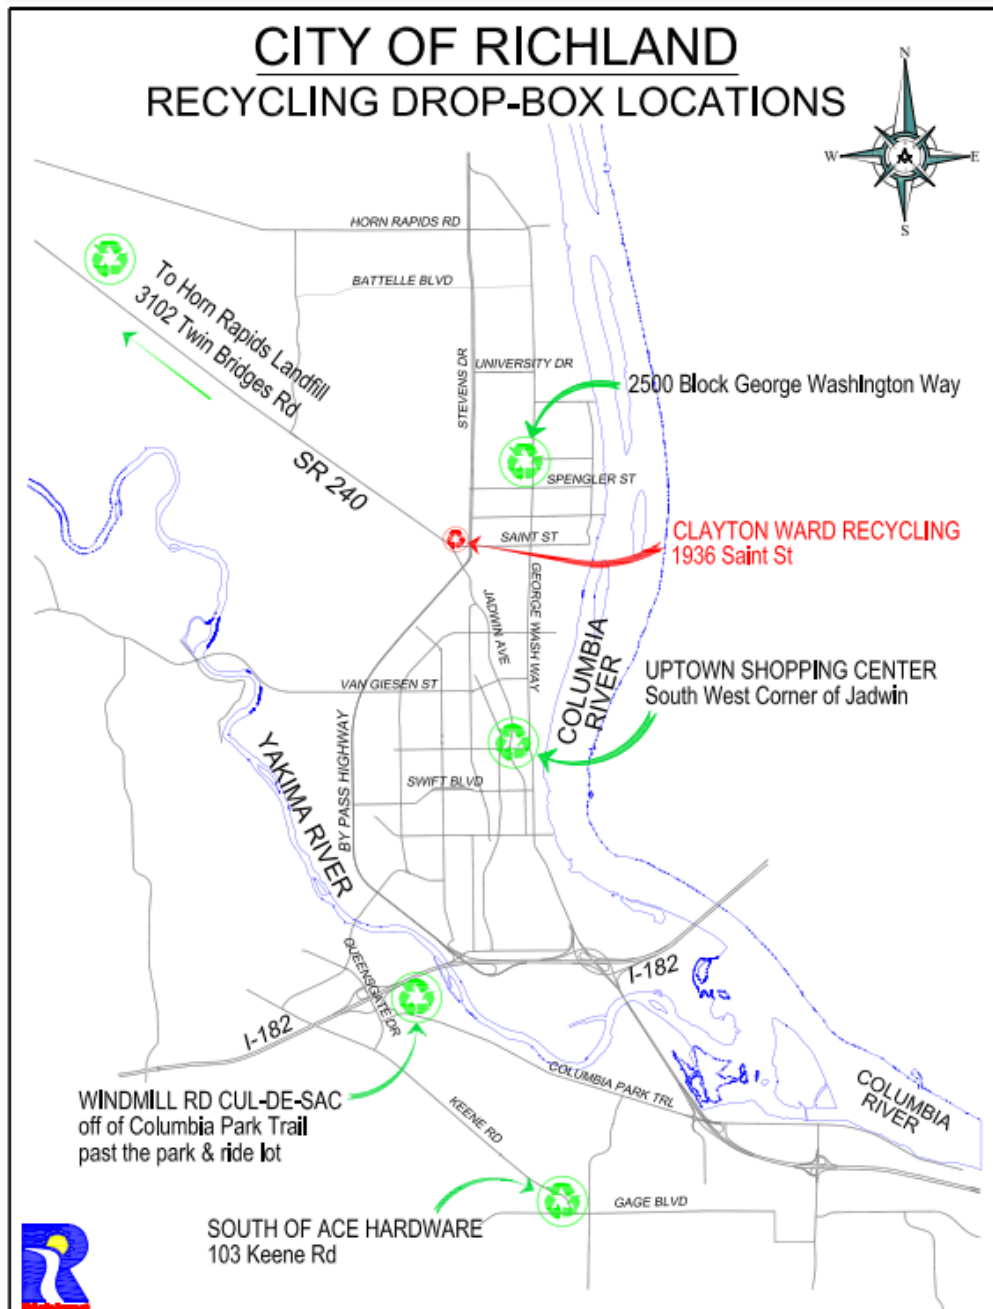 CITY OF RICHLAND
RECYCLING DROP-BOX LOCATIONS
N
W
E
S
HORN RAPIDS RD
BATTELLE BLVD
To Horn Rapids Landfill
3102 Twin Bridges Rd
STEVENS DR
UNIVERSITY DR
2500 Block George Washington Way
SR 240
SPENGLER ST
SAINT ST
CLAYTON WARD RECYCLING
1936 Saint St
JADWIN AVE
GEORGE WASH WAY
COLUMBIA
RIVER
UPTOWN SHOPPING CENTER
South West Corner of Jadwin
VAN GIESEN ST
BY PASS HIGHWAY
YAKIMA RIVER
SWIFT BLVD
QUEENSGATE DR
I-182
I-182
WINDMILL RD CUL-DE-SAC
off of Columbia Park Trail
past the park & ride lot
COLUMBIA PARK TRL
KEENE RD
COLUMBIA
RIVER
GAGE BLVD
SOUTH OF ACE HARDWARE
103 Keene Rd